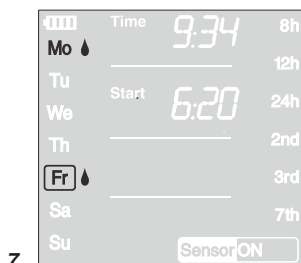 Time 9:34 8h
Mo
12h
Tu
Start 6:20 24h
We
2nd
Th
Fr 3rd
Sa 7th
Su
Sensor ON
7